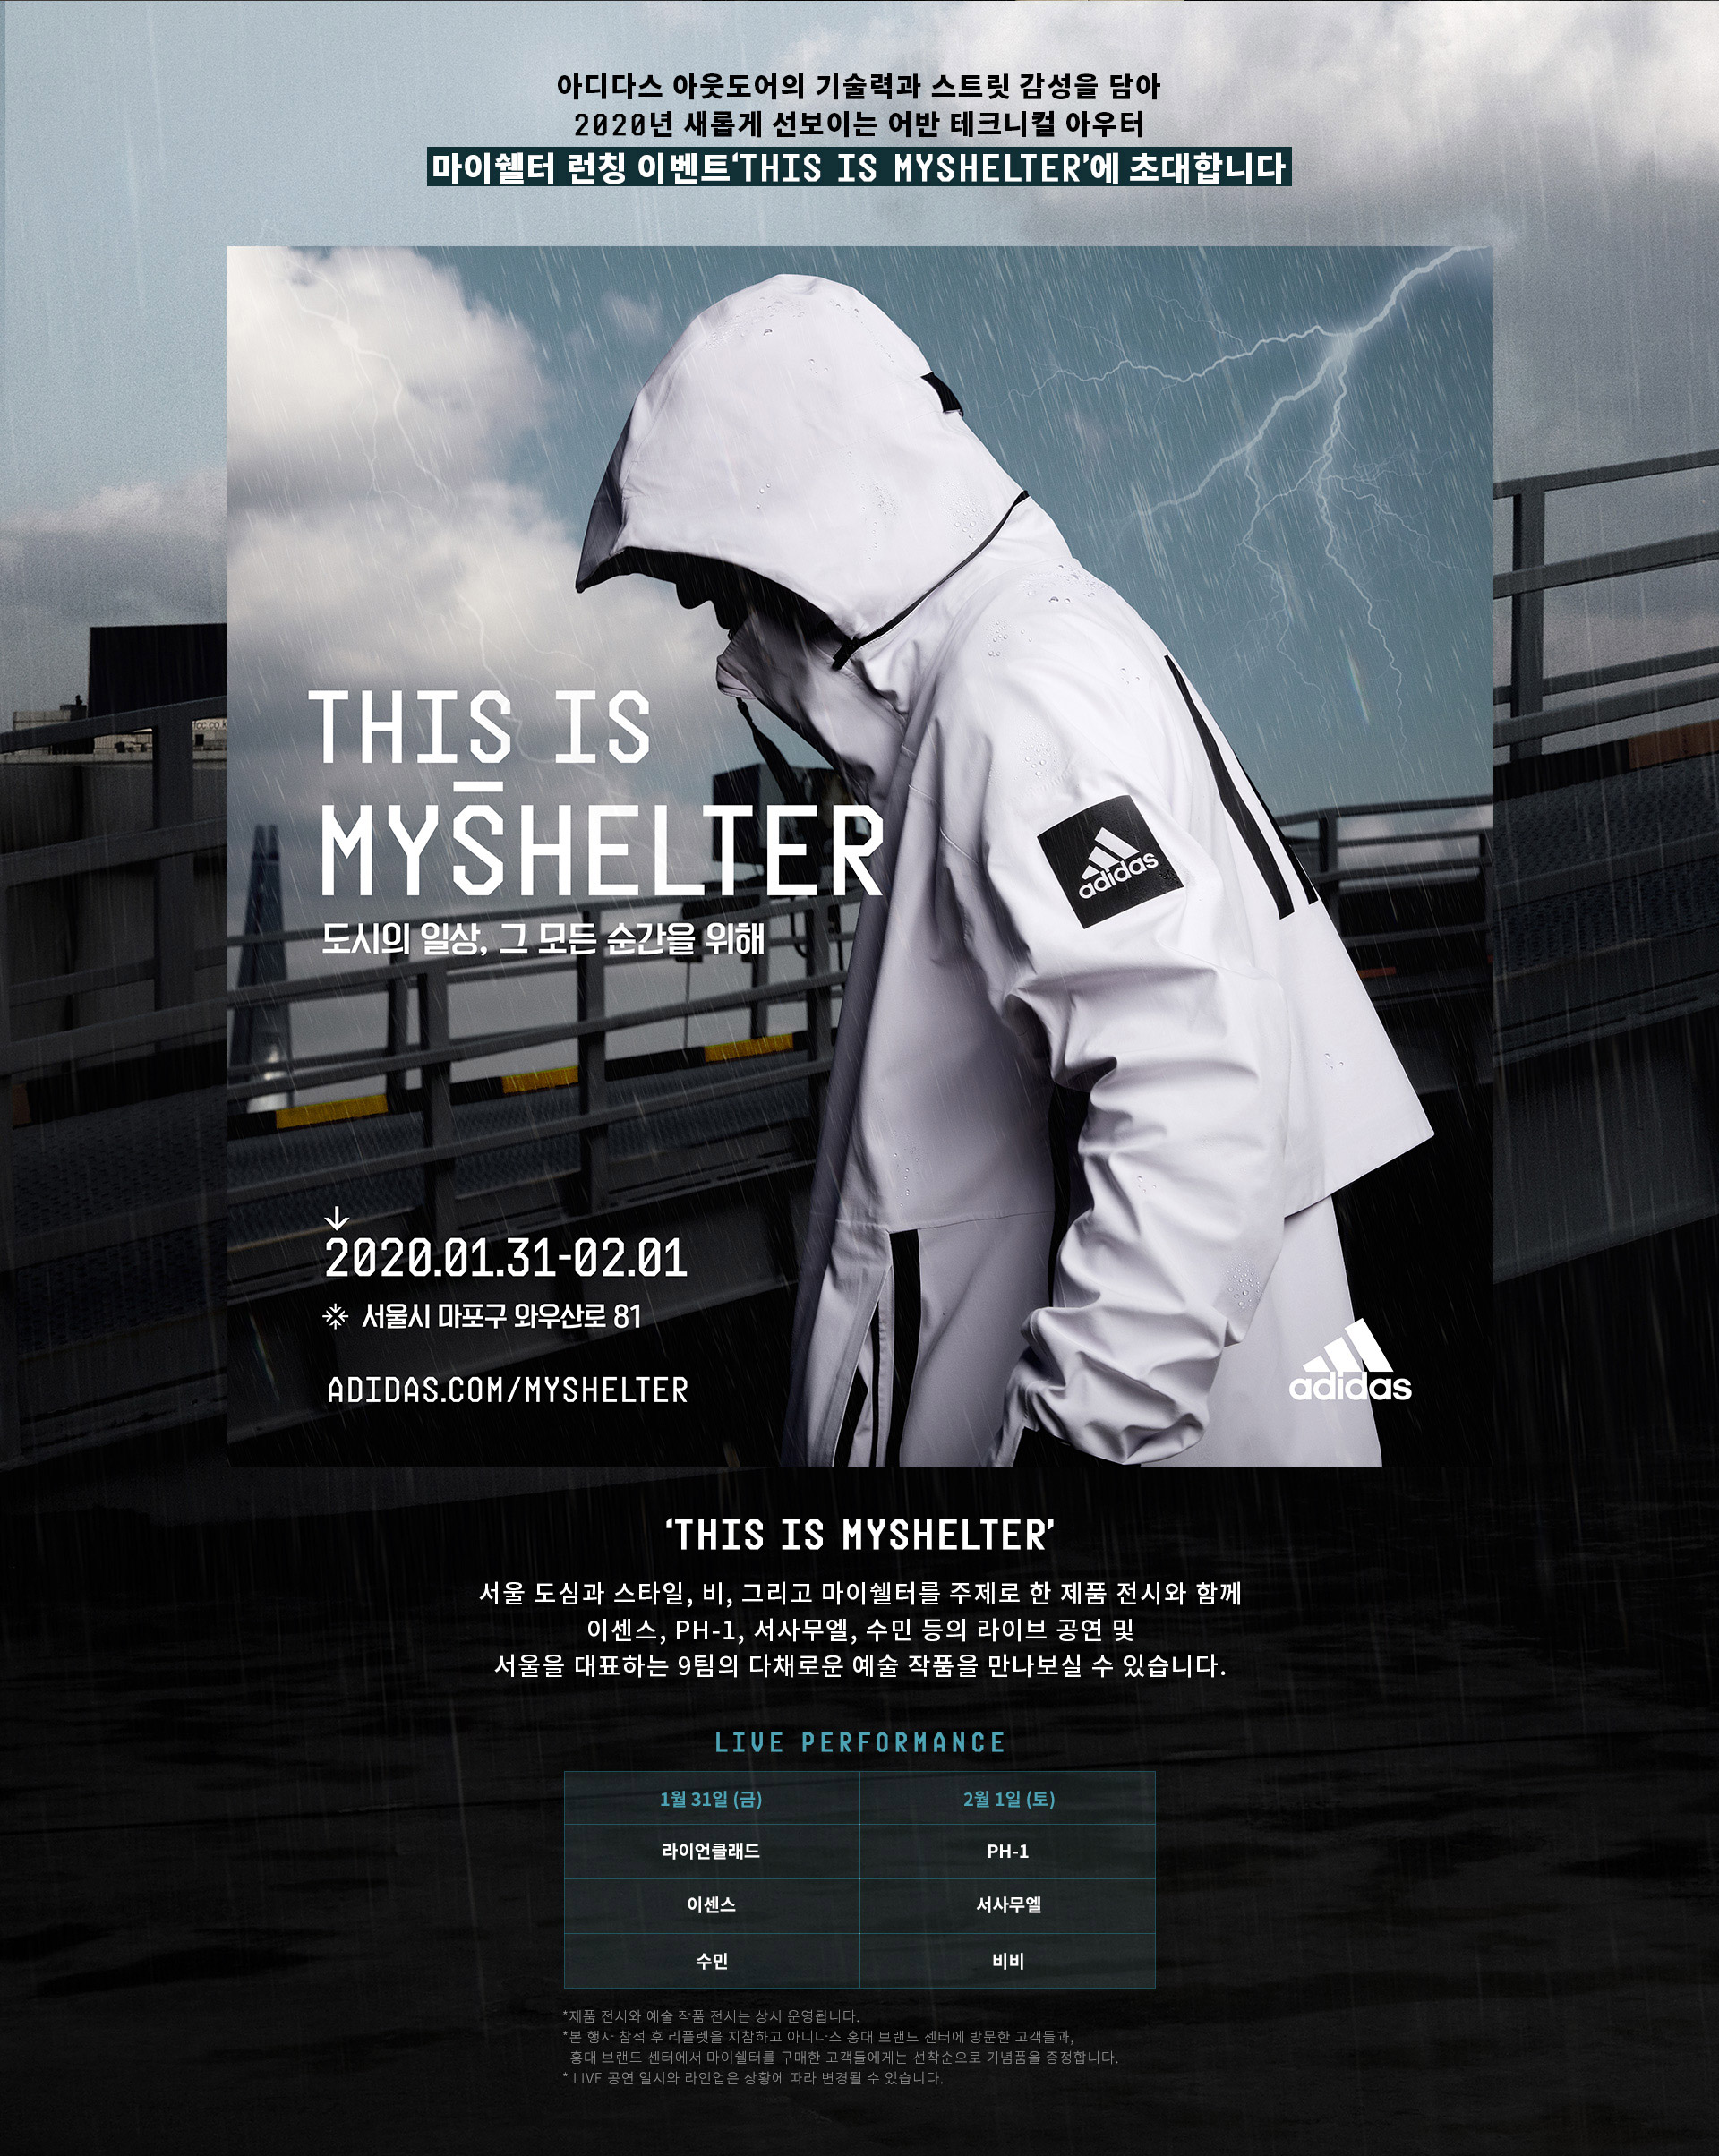 아디다스 아웃도어의 기술력과 스트릿 감성을 담아
2020년 새롭게 선보이는 어반 테크니컬 아우터
마이쉘터 런칭 이벤트‘THIS IS MYSHELTER’에 초대합니다
THIS IS
MYSHELTER
도시의 일상, 그 모든 순간을 위해
adidas
2020.01.31-02.01
서울시 마포구 와우산로 81
ADIDAS.COM/MYSHELTER
adidas
‘THIS IS MYSHELTER’
서울 도심과 스타일, 비, 그리고 마이쉘터를 주제로 한 제품 전시와 함께
이센스, PH-1, 서사무엘, 수민 등의 라이브 공연 및
서울을 대표하는 9팀의 다채로운 예술 작품을 만나보실 수 있습니다.
LIVE PERFORMANCE
1월 31일 (금) 2월 1일 (토)
라이언클래드 PH-1
이센스 서사무엘
수민 비비
*제품 전시와 예술 작품 전시는 상시 운영됩니다.
*본 행사 참석 후 리플렛을 지참하고 아디다스 홍대 브랜드 센터에 방문한 고객들과,
홍대 브랜드 센터에서 마이쉘터를 구매한 고객들에게는 선착순으로 기념품을 증정합니다.
* LIVE 공연 일시와 라인업은 상황에 따라 변경될 수 있습니다.